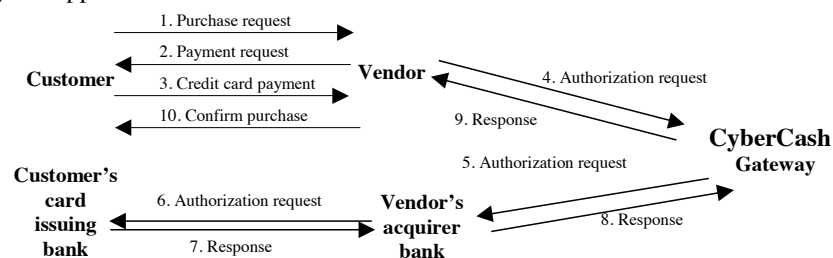 1. Purchase request
2. Payment request
Customer
Vendor
3. Credit card payment
4. Authorization request
10. Confirm purchase
9. Response
CyberCash
Gateway
5. Authorization request
Customer's
card
issuing
bank
6. Authorization request
7. Response
Vendor's
acquirer
bank
8. Response